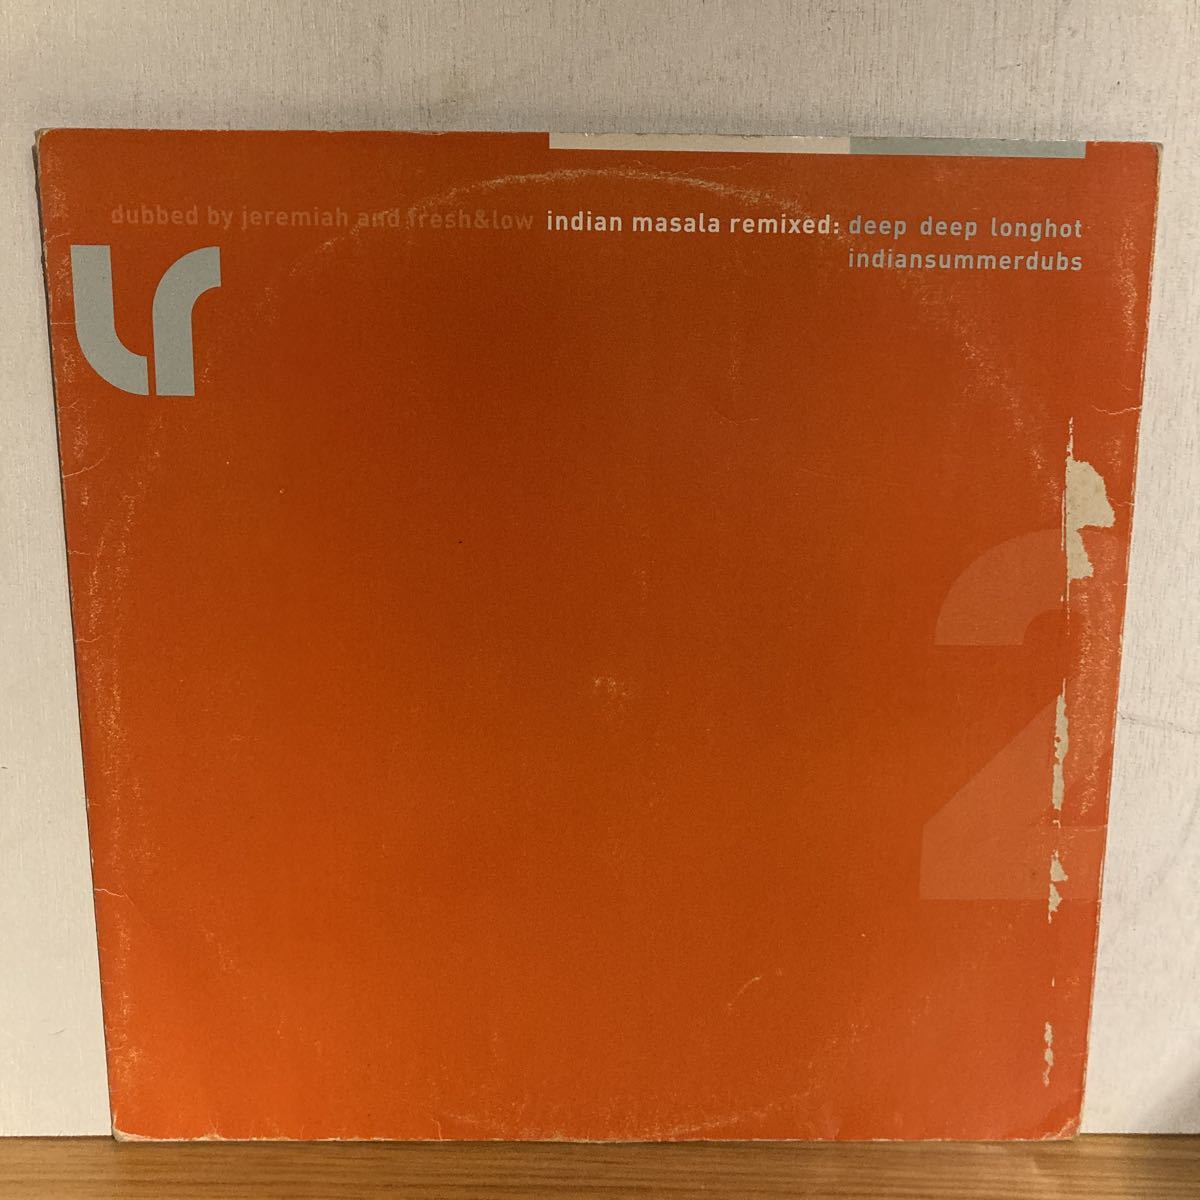 dubbed by jeremiah and fresh&low indian masala remixed: deep deep longhot
indiansummerdubs
lr
2